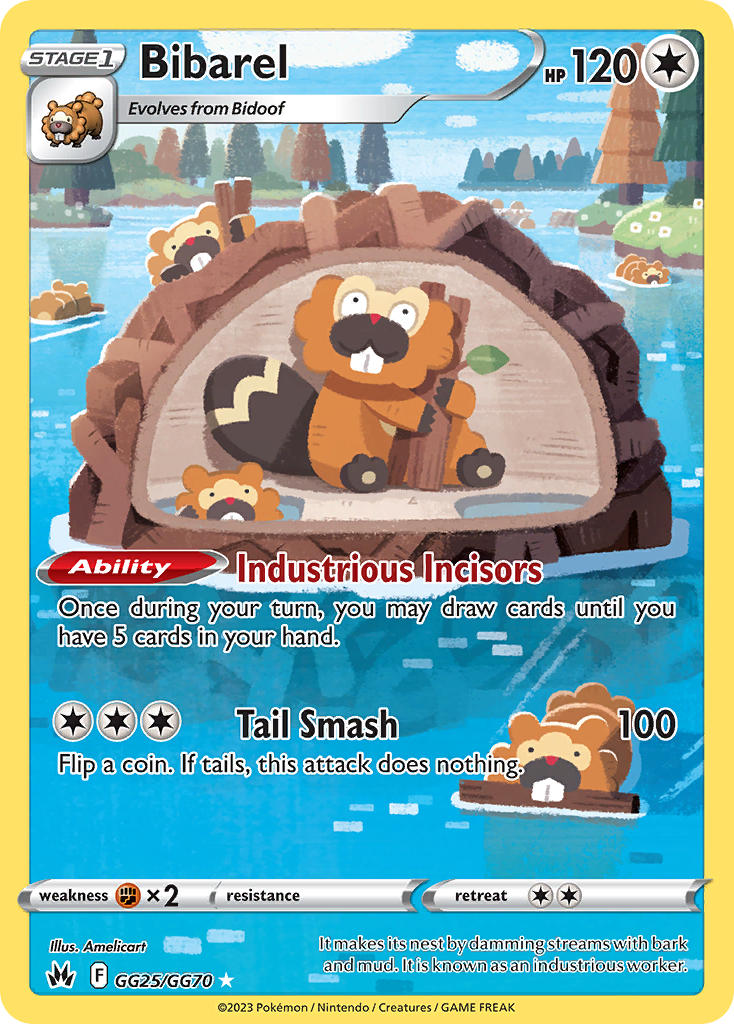 STAGE 1
Bibarel
HP 120
Evolves from Bidoof
Ability
Industrious Incisors
Once during your turn, you may draw cards until you
have 5 cards in your hand.
Tail Smash 100
Flip a coin. If tails, this attack does nothing.
weakness ×2 resistance retreat
Illus. Amelicart
It makes its nest by damming streams with bark
and mud. It is known as an industrious worker.
F GG25/GG70
©2023 Pokémon / Nintendo / Creatures / GAME FREAK